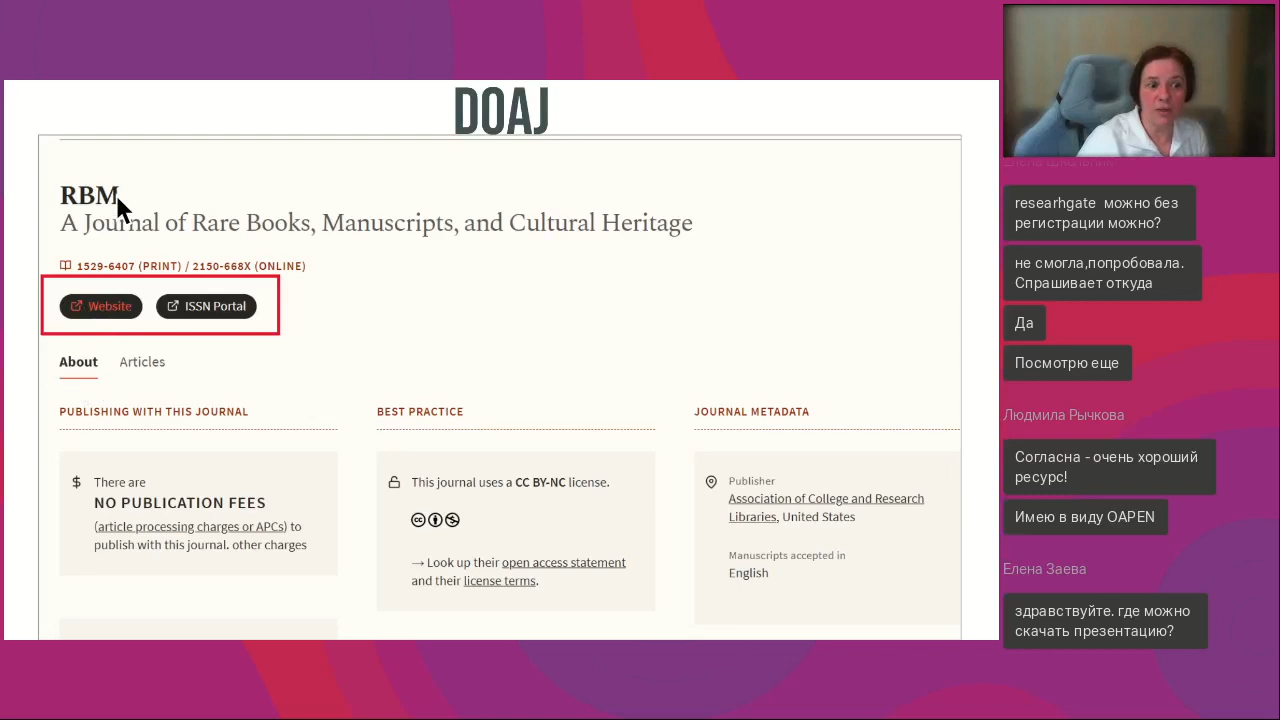 DOAJ
RBM
A Journal of Rare Books, Manuscripts, and Cultural Heritage
1529-6407 (PRINT) / 2150-668X (ONLINE)
Website
ISSN Portal
About
Articles
PUBLISHING WITH THIS JOURNAL
There are
NO PUBLICATION FEES
(article processing charges or APCs) to
publish with this journal. other charges
BEST PRACTICE
This journal uses a CC BY-NC license.
→ Look up their open access statement
and their license terms.
JOURNAL METADATA
Publisher
Association of College and Research
Libraries, United States
Manuscripts accepted in
English
researhgate можно без
регистрации можно?
не смогла,попробовала.
Спрашивает откуда
Да
Посмотрю еще
Людмила Рычкова
Согласна - очень хороший
ресурс!
Имею в виду OAPEN
Елена Заева
здравствуйте. где можно
скачать презентацию?